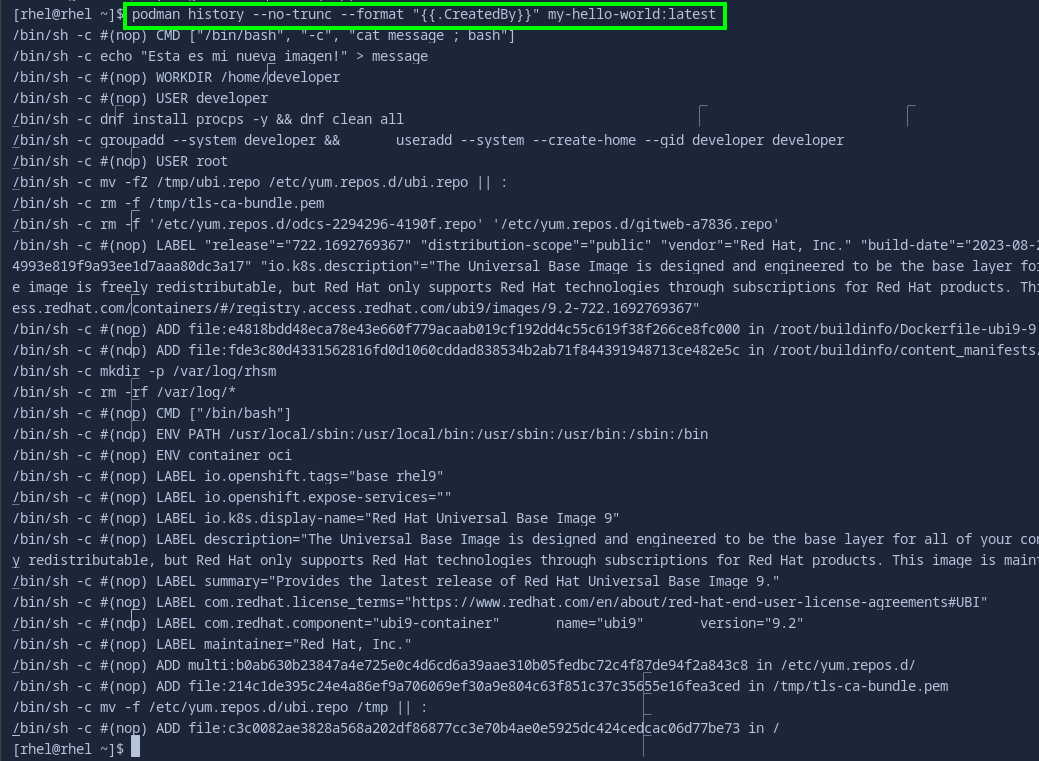 [rhel@rhel ~]$ podman history --no-trunc --format "{{.CreatedBy}}" my-hello-world:latest
/bin/sh -c #(nop) CMD ["/bin/bash", "-c", "cat message ; bash"]
/bin/sh -c echo "Esta es mi nueva imagen!" > message
/bin/sh -c #(nop) WORKDIR /home/developer
/bin/sh -c #(nop) USER developer
/bin/sh -c dnf install procps -y && dnf clean all
/bin/sh -c groupadd --system developer &&       useradd --system --create-home --gid developer developer
/bin/sh -c #(nop) USER root
/bin/sh -c mv -fZ /tmp/ubi.repo /etc/yum.repos.d/ubi.repo || :
/bin/sh -c rm -f /tmp/tls-ca-bundle.pem
/bin/sh -c rm -f '/etc/yum.repos.d/odcs-2294296-4190f.repo' '/etc/yum.repos.d/gitweb-a7836.repo'
/bin/sh -c #(nop) LABEL "release"="722.1692769367" "distribution-scope"="public" "vendor"="Red Hat, Inc." "build-date"="2023-08-2
4993e819f9a93ee1d7aaa80dc3a17" "io.k8s.description"="The Universal Base Image is designed and engineered to be the base layer for
e image is freely redistributable, but Red Hat only supports Red Hat technologies through subscriptions for Red Hat products. Thi
ess.redhat.com/containers/#/registry.access.redhat.com/ubi9/images/9.2-722.1692769367"
/bin/sh -c #(nop) ADD file:e4818bdd48eca78e43e660f779acaab019cf192dd4c55c619f38f266ce8fc000 in /root/buildinfo/Dockerfile-ubi9-9
/bin/sh -c #(nop) ADD file:fde3c80d4331562816fd0d1060cddad838534b2ab71f844391948713ce482e5c in /root/buildinfo/content_manifests/
/bin/sh -c mkdir -p /var/log/rhsm
/bin/sh -c rm -rf /var/log/*
/bin/sh -c #(nop) CMD ["/bin/bash"]
/bin/sh -c #(nop) ENV PATH /usr/local/sbin:/usr/local/bin:/usr/sbin:/usr/bin:/sbin:/bin
/bin/sh -c #(nop) ENV container oci
/bin/sh -c #(nop) LABEL io.openshift.tags="base rhel9"
/bin/sh -c #(nop) LABEL io.openshift.expose-services=""
/bin/sh -c #(nop) LABEL io.k8s.display-name="Red Hat Universal Base Image 9"
/bin/sh -c #(nop) LABEL description="The Universal Base Image is designed and engineered to be the base layer for all of your con
y redistributable, but Red Hat only supports Red Hat technologies through subscriptions for Red Hat products. This image is maint
/bin/sh -c #(nop) LABEL summary="Provides the latest release of Red Hat Universal Base Image 9."
/bin/sh -c #(nop) LABEL com.redhat.license_terms="https://www.redhat.com/en/about/red-hat-end-user-license-agreements#UBI"
/bin/sh -c #(nop) LABEL com.redhat.component="ubi9-container"       name="ubi9"       version="9.2"
/bin/sh -c #(nop) LABEL maintainer="Red Hat, Inc."
/bin/sh -c #(nop) ADD multi:b0ab630b23847a4e725e0c4d6cd6a39aae310b05fedbc72c4f87de94f2a843c8 in /etc/yum.repos.d/
/bin/sh -c #(nop) ADD file:214c1de395c24e4a86ef9a706069ef30a9e804c63f851c37c35655e16fea3ced in /tmp/tls-ca-bundle.pem
/bin/sh -c mv -f /etc/yum.repos.d/ubi.repo /tmp || :
/bin/sh -c #(nop) ADD file:c3c0082ae3828a568a202df86877cc3e70b4ae0e5925dc424cedcac06d77be73 in /
[rhel@rhel ~]$